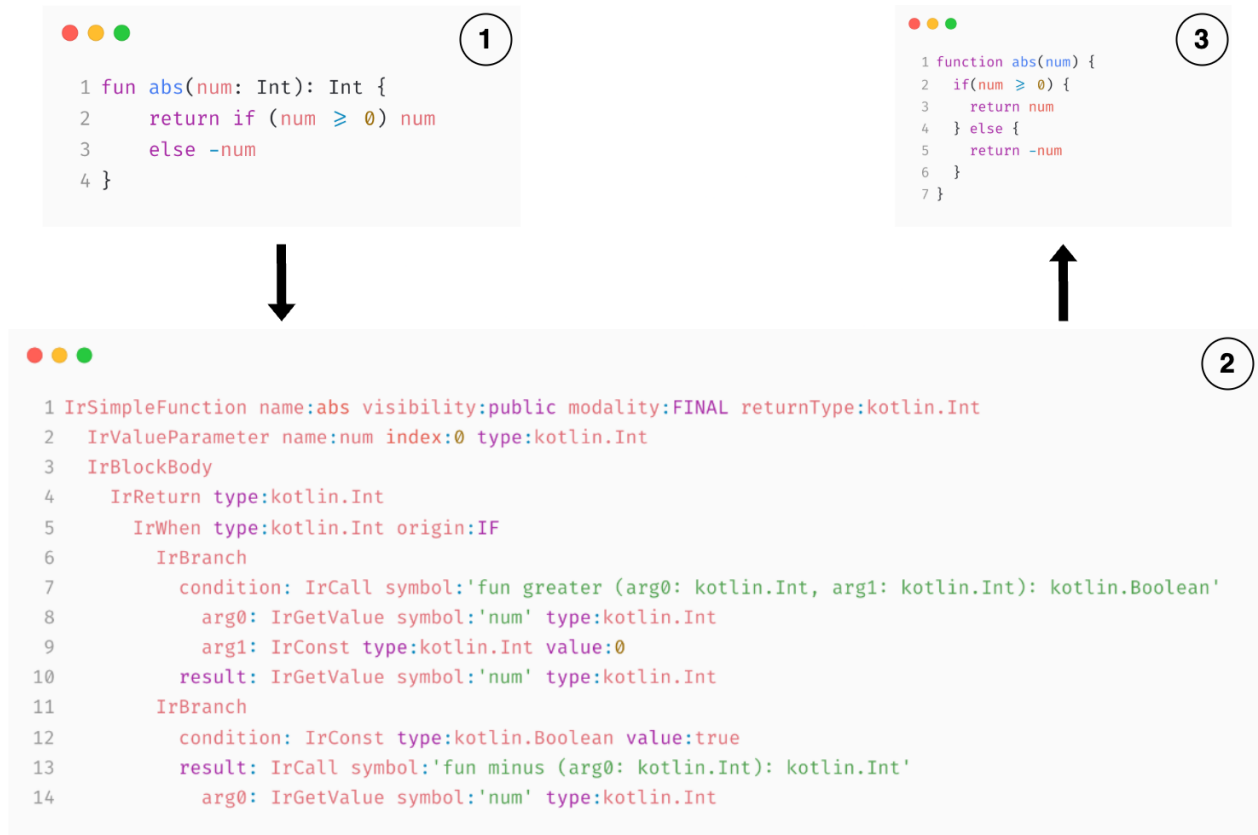 1
1 fun abs(num: Int): Int {
2     return if (num ⩾ 0) num
3     else -num
4 }
3
1 function abs(num) {
2   if(num ⩾ 0) {
3     return num
4   } else {
5     return -num
6   }
7 }
2
1 IrSimpleFunction name:abs visibility:public modality:FINAL returnType:kotlin.Int
2   IrValueParameter name:num index:0 type:kotlin.Int
3   IrBlockBody
4     IrReturn type:kotlin.Int
5       IrWhen type:kotlin.Int origin:IF
6         IrBranch
7           condition: IrCall symbol:'fun greater (arg0: kotlin.Int, arg1: kotlin.Int): kotlin.Boolean'
8             arg0: IrGetValue symbol:'num' type:kotlin.Int
9             arg1: IrConst type:kotlin.Int value:0
10           result: IrGetValue symbol:'num' type:kotlin.Int
11         IrBranch
12           condition: IrConst type:kotlin.Boolean value:true
13           result: IrCall symbol:'fun minus (arg0: kotlin.Int): kotlin.Int'
14             arg0: IrGetValue symbol:'num' type:kotlin.Int